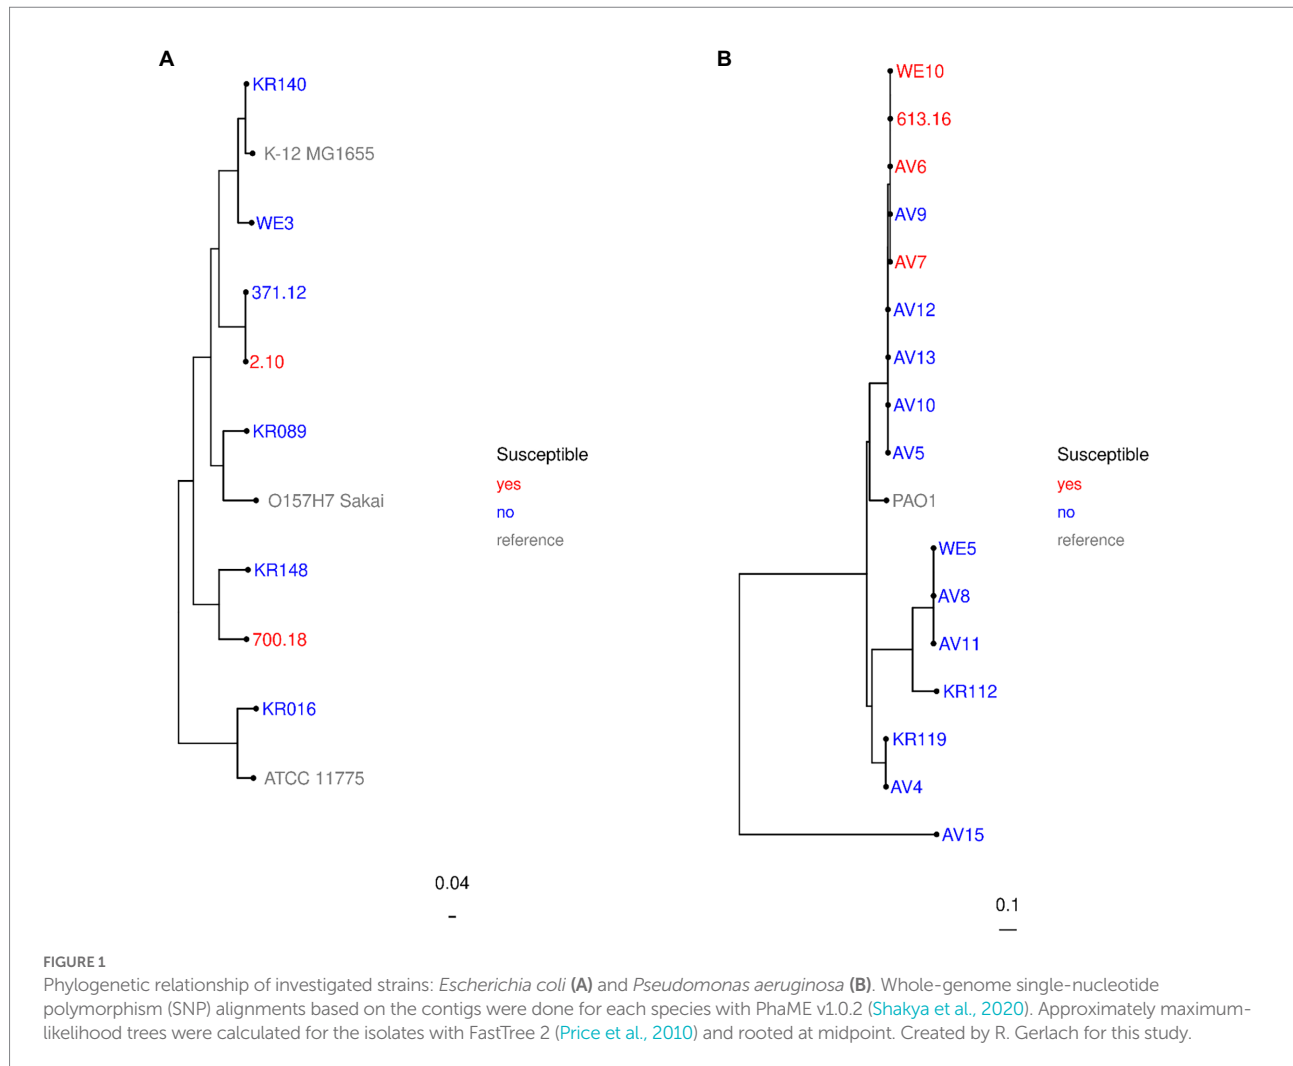 A
KR140
K-12 MG1655
WE3
371.12
2.10
KR089
O157H7 Sakai
KR148
700.18
KR016
ATCC 11775
Susceptible
yes
no
reference
0.04
B
WE10
613.16
AV6
AV9
AV7
AV12
AV13
AV10
AV5
PAO1
WE5
AV8
AV11
KR112
KR119
AV4
AV15
Susceptible
yes
no
reference
0.1
FIGURE 1
Phylogenetic relationship of investigated strains: Escherichia coli (A) and Pseudomonas aeruginosa (B). Whole-genome single-nucleotide
polymorphism (SNP) alignments based on the contigs were done for each species with PhaME v1.0.2 (Shakya et al., 2020). Approximately maximum-
likelihood trees were calculated for the isolates with FastTree 2 (Price et al., 2010) and rooted at midpoint. Created by R. Gerlach for this study.